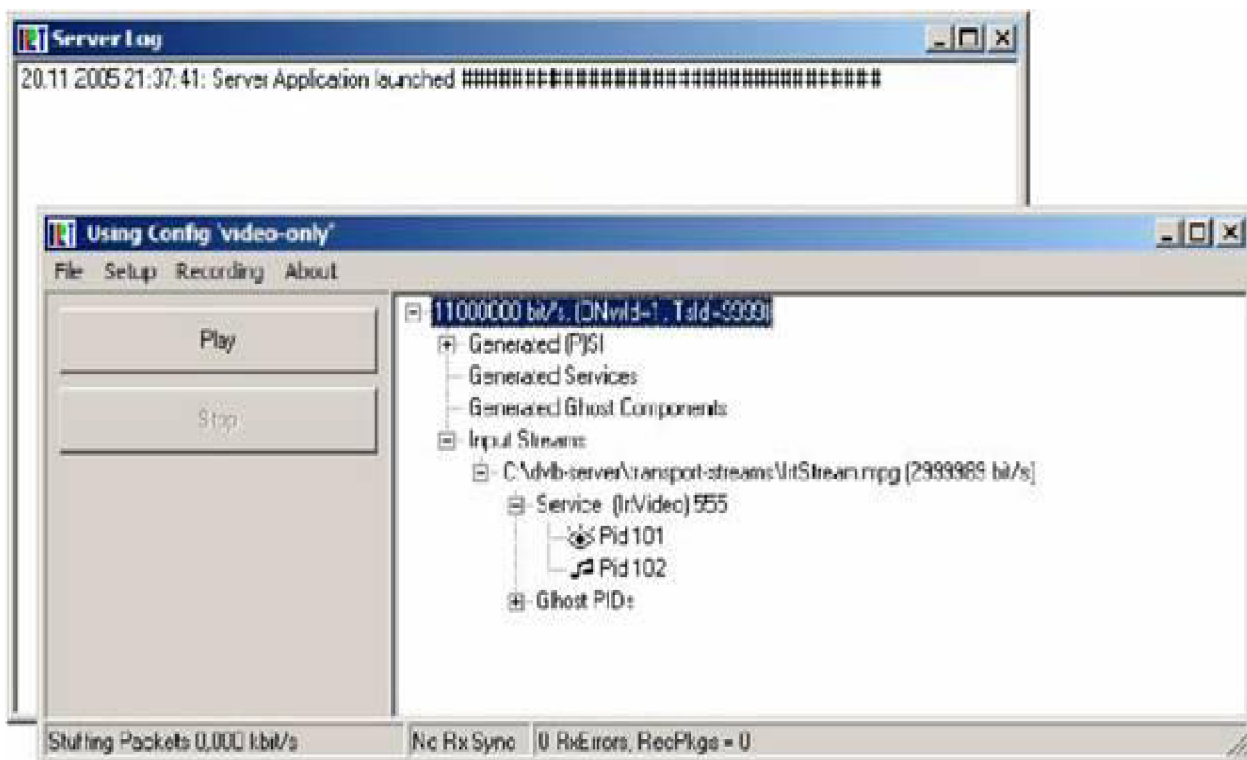 Server Log
20.11 2005 21:37:41: Server Application launched ##################################
Using Config 'video-only'
File Setup Recording About
Play
Stop
11000000 bit/s, (ONwId=1, TsId=9999)
Generated (P)SI
Generated Services
Generated Ghost Components
Input Streams
C:\dvb-server\transport-streams\IrtStream.mpg (2999989 bit/s)
Service (IrtVideo) 555
Pid 101
Pid 102
Ghost PIDs
Stuffing Packets 0,000 kbit/s
No Rx Sync
0 RxErrors, RecPkgs = 0